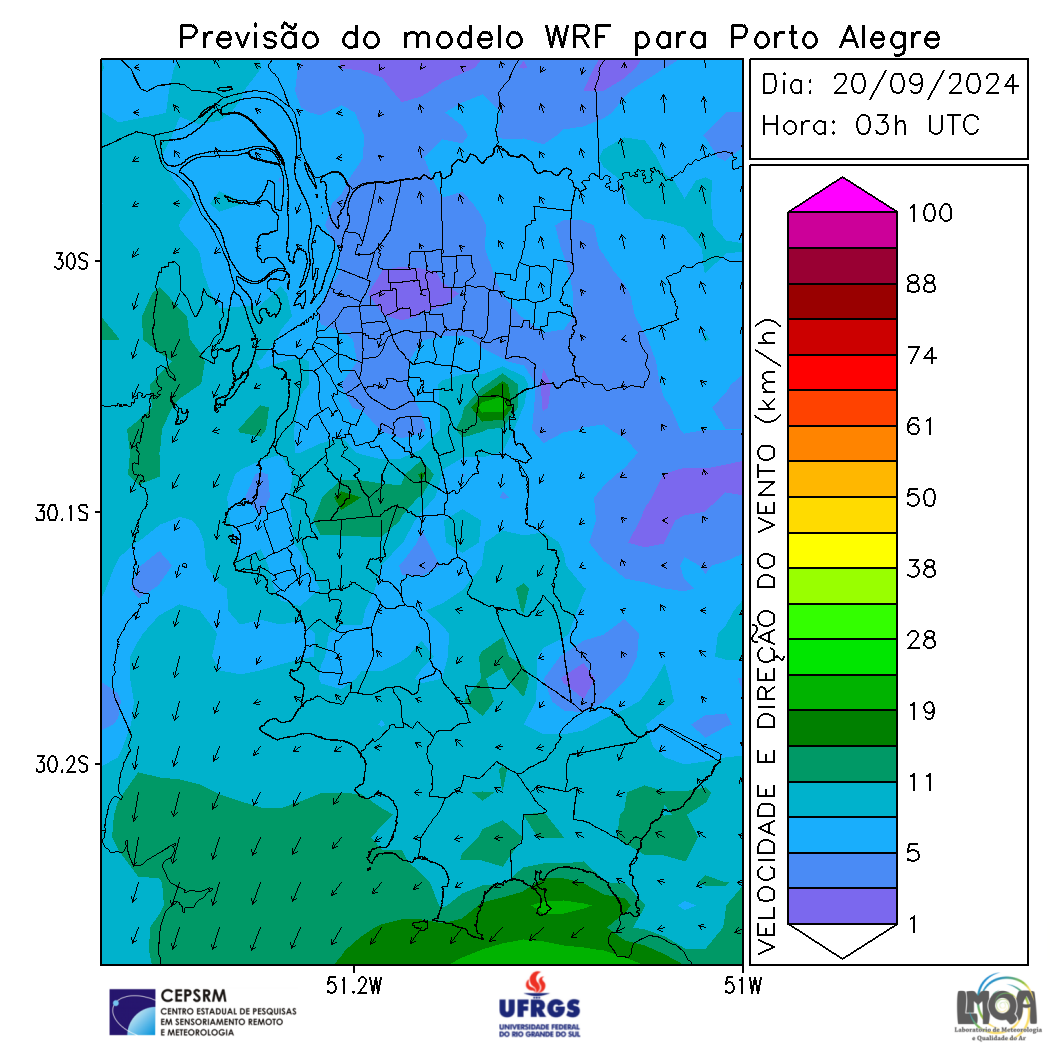 Previsão do modelo WRF para Porto Alegre
Dia: 20/09/2024
Hora: 03h UTC
30S
30.1S
30.2S
51.2W
51W
VELOCIDADE E DIREÇÃO DO VENTO (km/h)
100
88
74
61
50
38
28
19
11
5
1
CEPSRM
CENTRO ESTADUAL DE PESQUISAS
EM SENSORIAMENTO REMOTO
E METEOROLOGIA
UFRGS
UNIVERSIDADE FEDERAL
DO RIO GRANDE DO SUL
LMQA
Laboratório de Meteorologia
e Qualidade do Ar